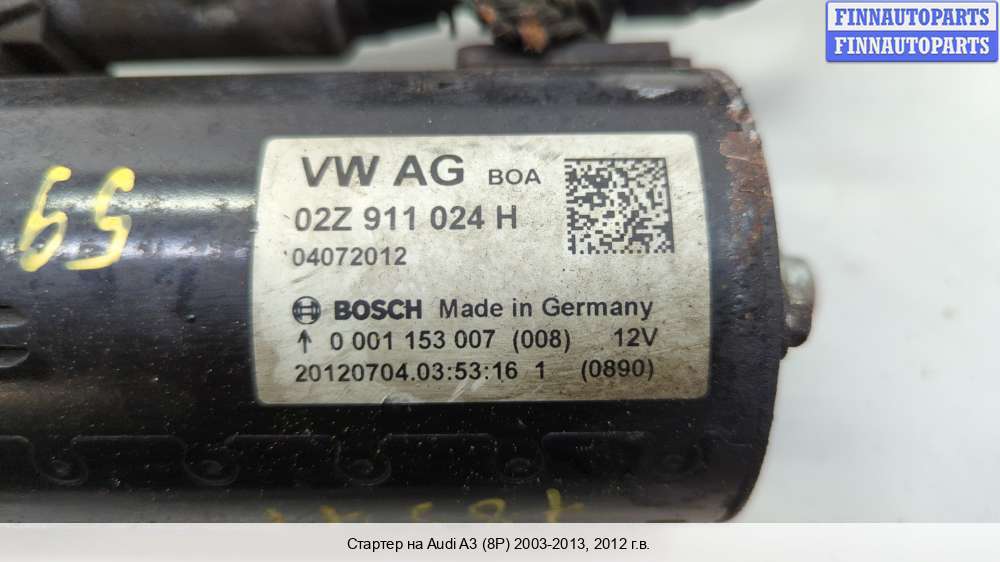 FINNAUTOPARTS
FINNAUTOPARTS
VW AG BOA
02Z 911 024 H
04072012
BOSCH Made in Germany
↑ 0 001 153 007 (008) 12V
20120704.03:53:16 1 (0890)
59
Стартер на Audi A3 (8P) 2003-2013, 2012 г.в.